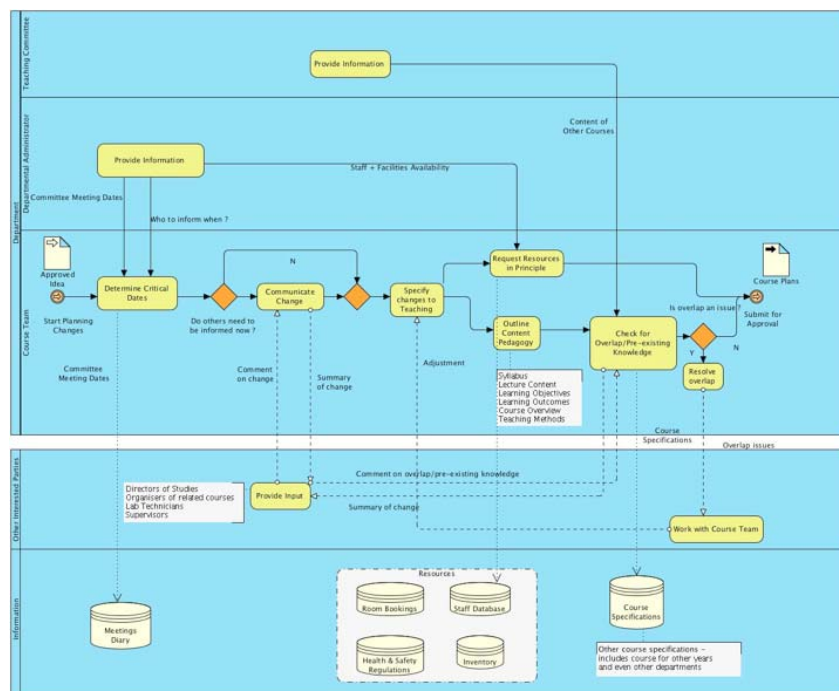 Teaching Committee
Provide Information
Content of
Other Courses
Department
Departmental Administrator
Provide Information
Staff + Facilities Availability
Committee Meeting Dates
Who to inform when ?
Course Team
Approved
Idea
Start Planning
Changes
Determine Critical
Dates
N
Do others need to
be informed now ?
Communicate
Change
Specify
changes to
Teaching
Request Resources
in Principle
Outline
Content
Pedagogy
Check for
Overlap/Pre-existing
Knowledge
Is overlap an issue ?
Course Plans
Submit for
Approval
Y
N
Resolve
overlap
Committee
Meeting Dates
Comment
on change
Summary
of change
Adjustment
Syllabus
Lecture Content
Learning Objectives
Learning Outcomes
Course Overview
Teaching Methods
Course
Specifications
Overlap issues
Other Interested Parties
Directors of Studies
Organisers of related courses
Lab Technicians
Supervisors
Provide Input
Comment on overlap/pre-existing knowledge
Summary of change
Work with Course Team
Information
Meetings
Diary
Resources
Room Bookings
Staff Database
Health & Safety
Regulations
Inventory
Course
Specifications
Other course specifications -
includes course for other years
and even other departments